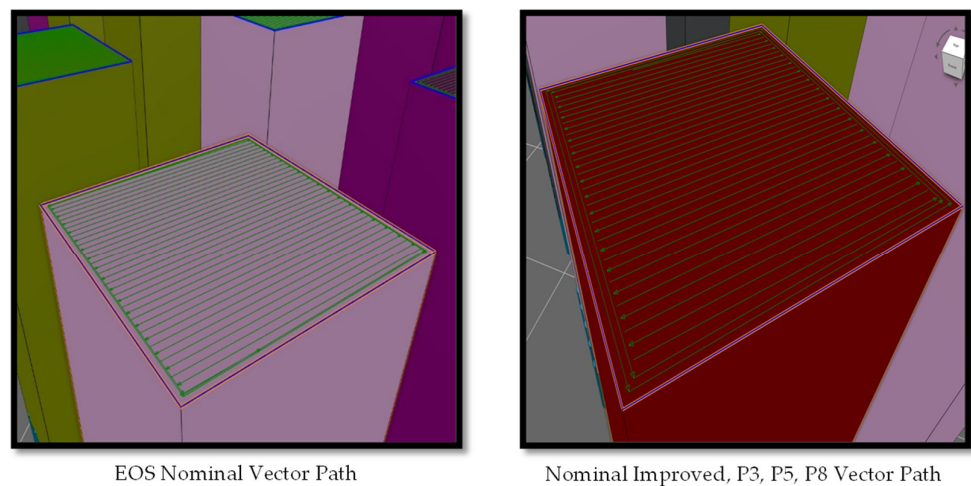 EOS Nominal Vector Path
Nominal Improved, P3, P5, P8 Vector Path